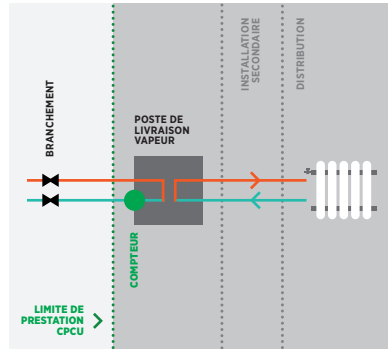 BRANCHEMENT
POSTE DE
LIVRAISON
VAPEUR
INSTALLATION
SECONDAIRE
DISTRIBUTION
COMPTEUR
LIMITE DE
PRESTATION
CPCU